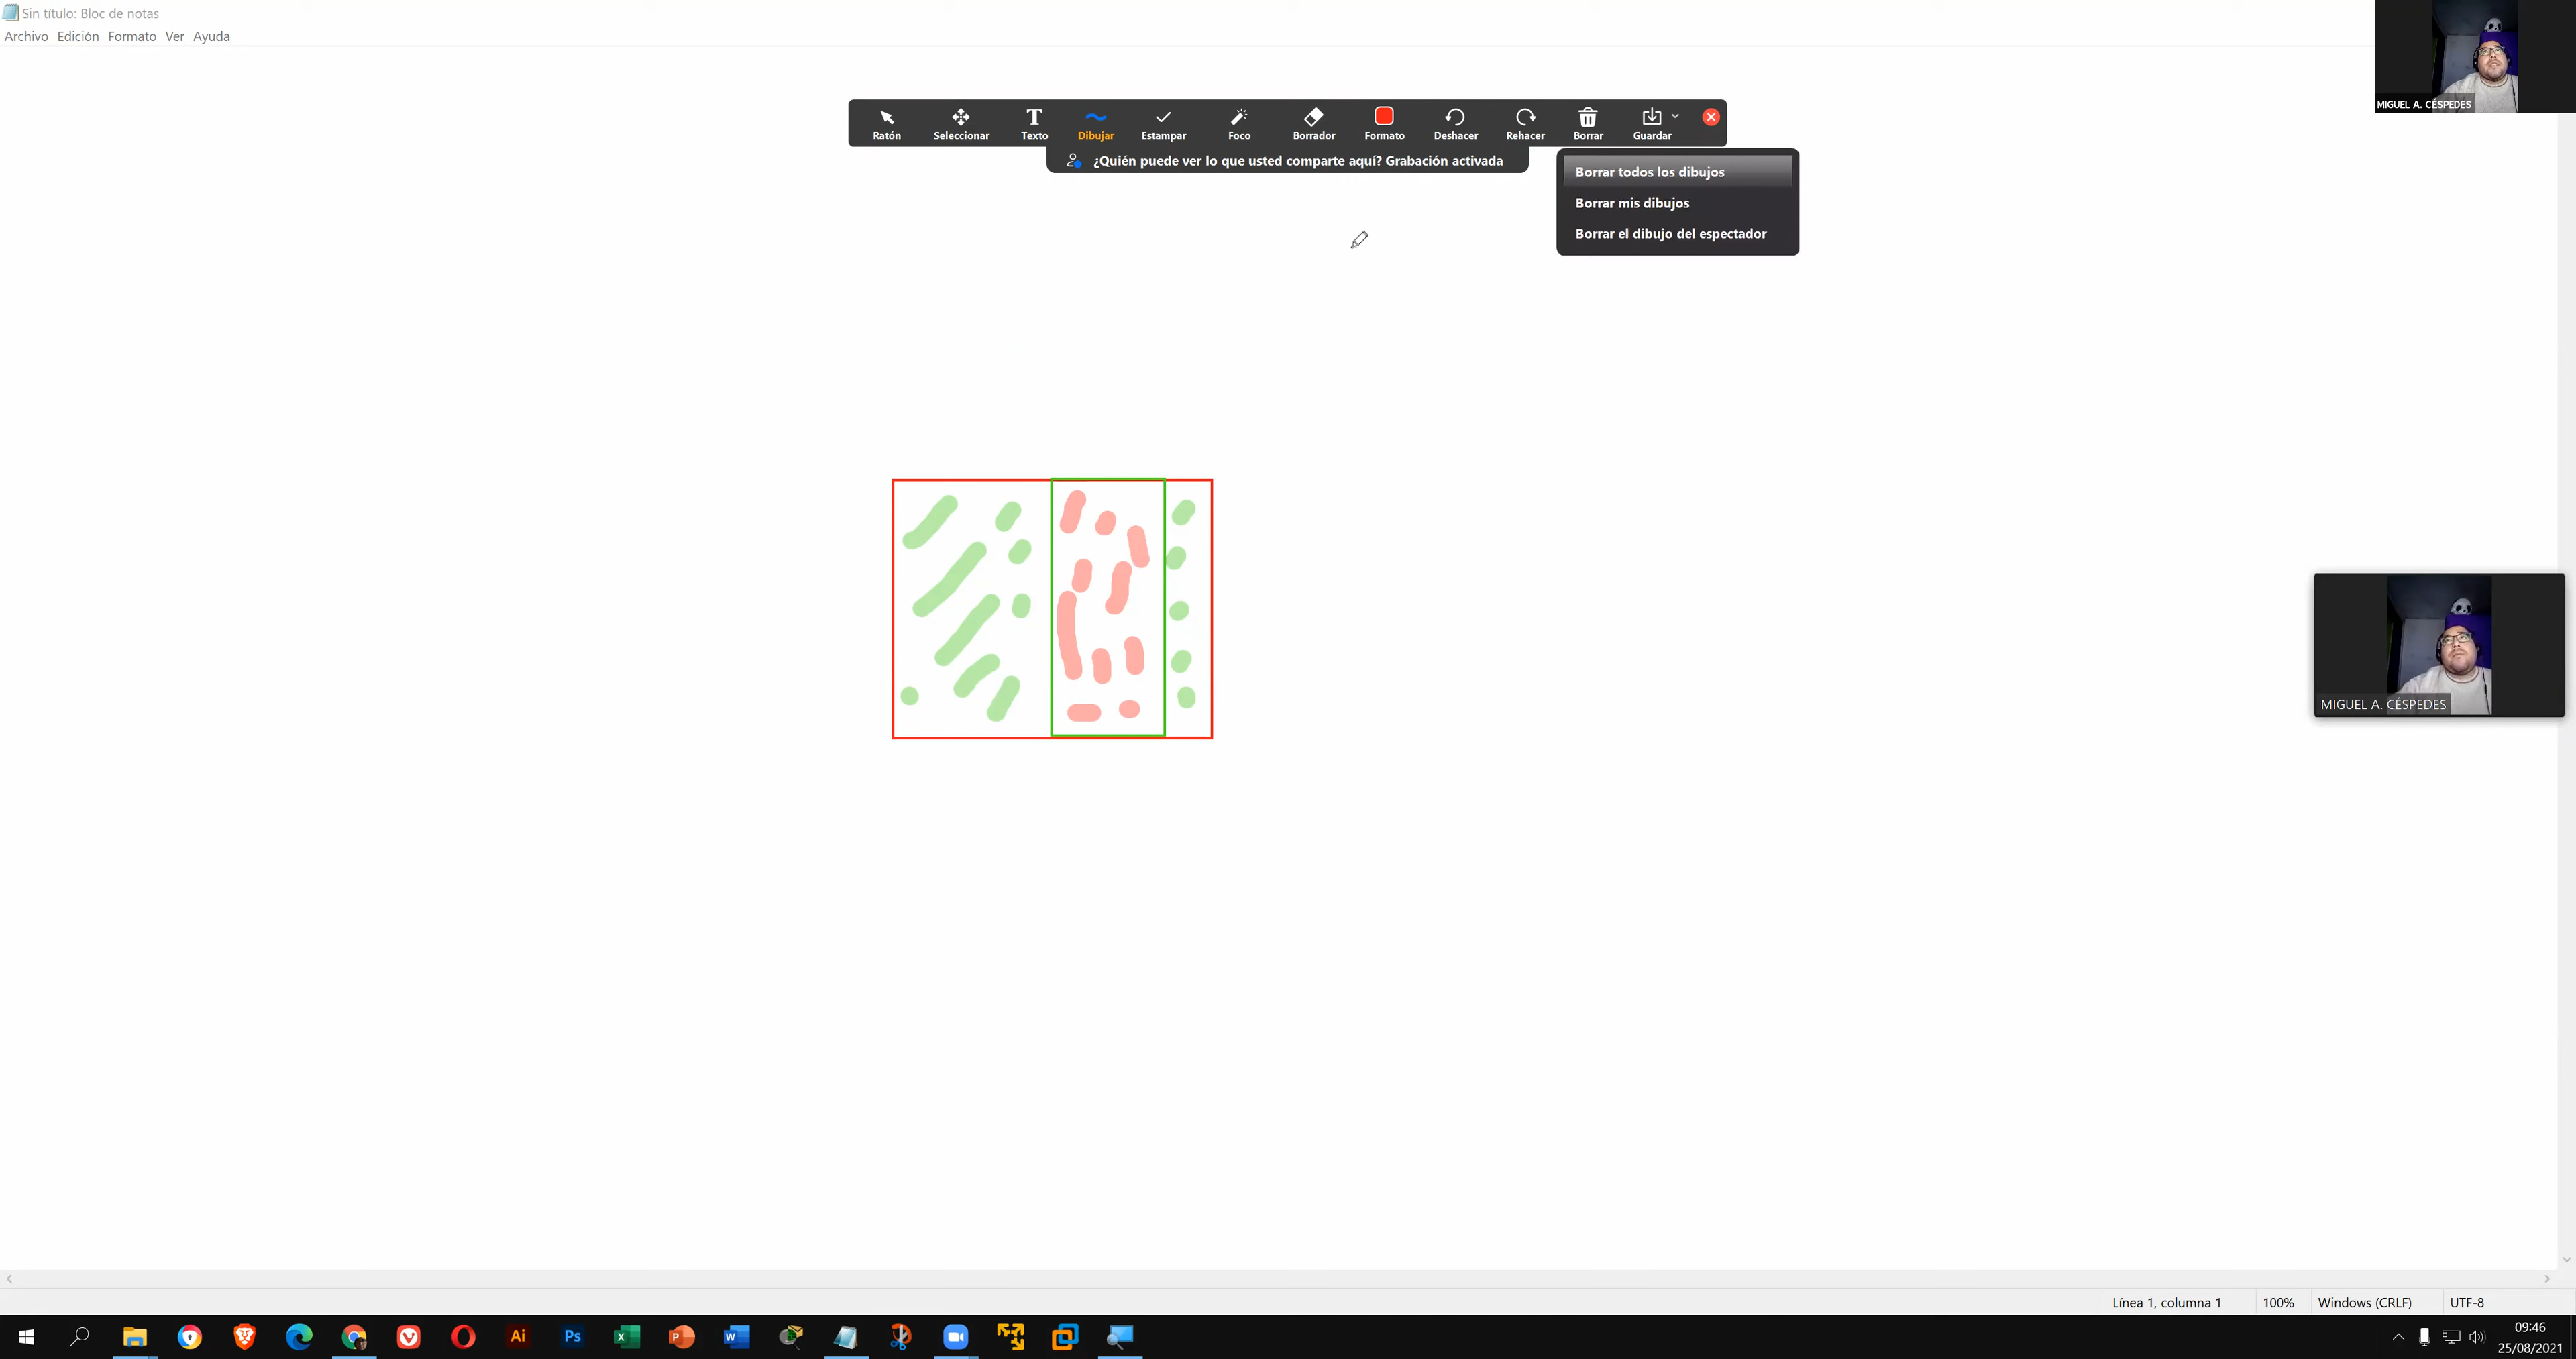 Sin título: Bloc de notas
Archivo Edición Formato Ver Ayuda
MIGUEL A. CÉSPEDES
Ratón Seleccionar Texto Dibujar Estampar Foco Borrador Formato Deshacer Rehacer Borrar Guardar
¿Quién puede ver lo que usted comparte aquí? Grabación activada
Borrar todos los dibujos
Borrar mis dibujos
Borrar el dibujo del espectador
MIGUEL A. CÉSPEDES
Línea 1, columna 1 100% Windows (CRLF) UTF-8
Ai Ps X P W
09:46
25/08/2021